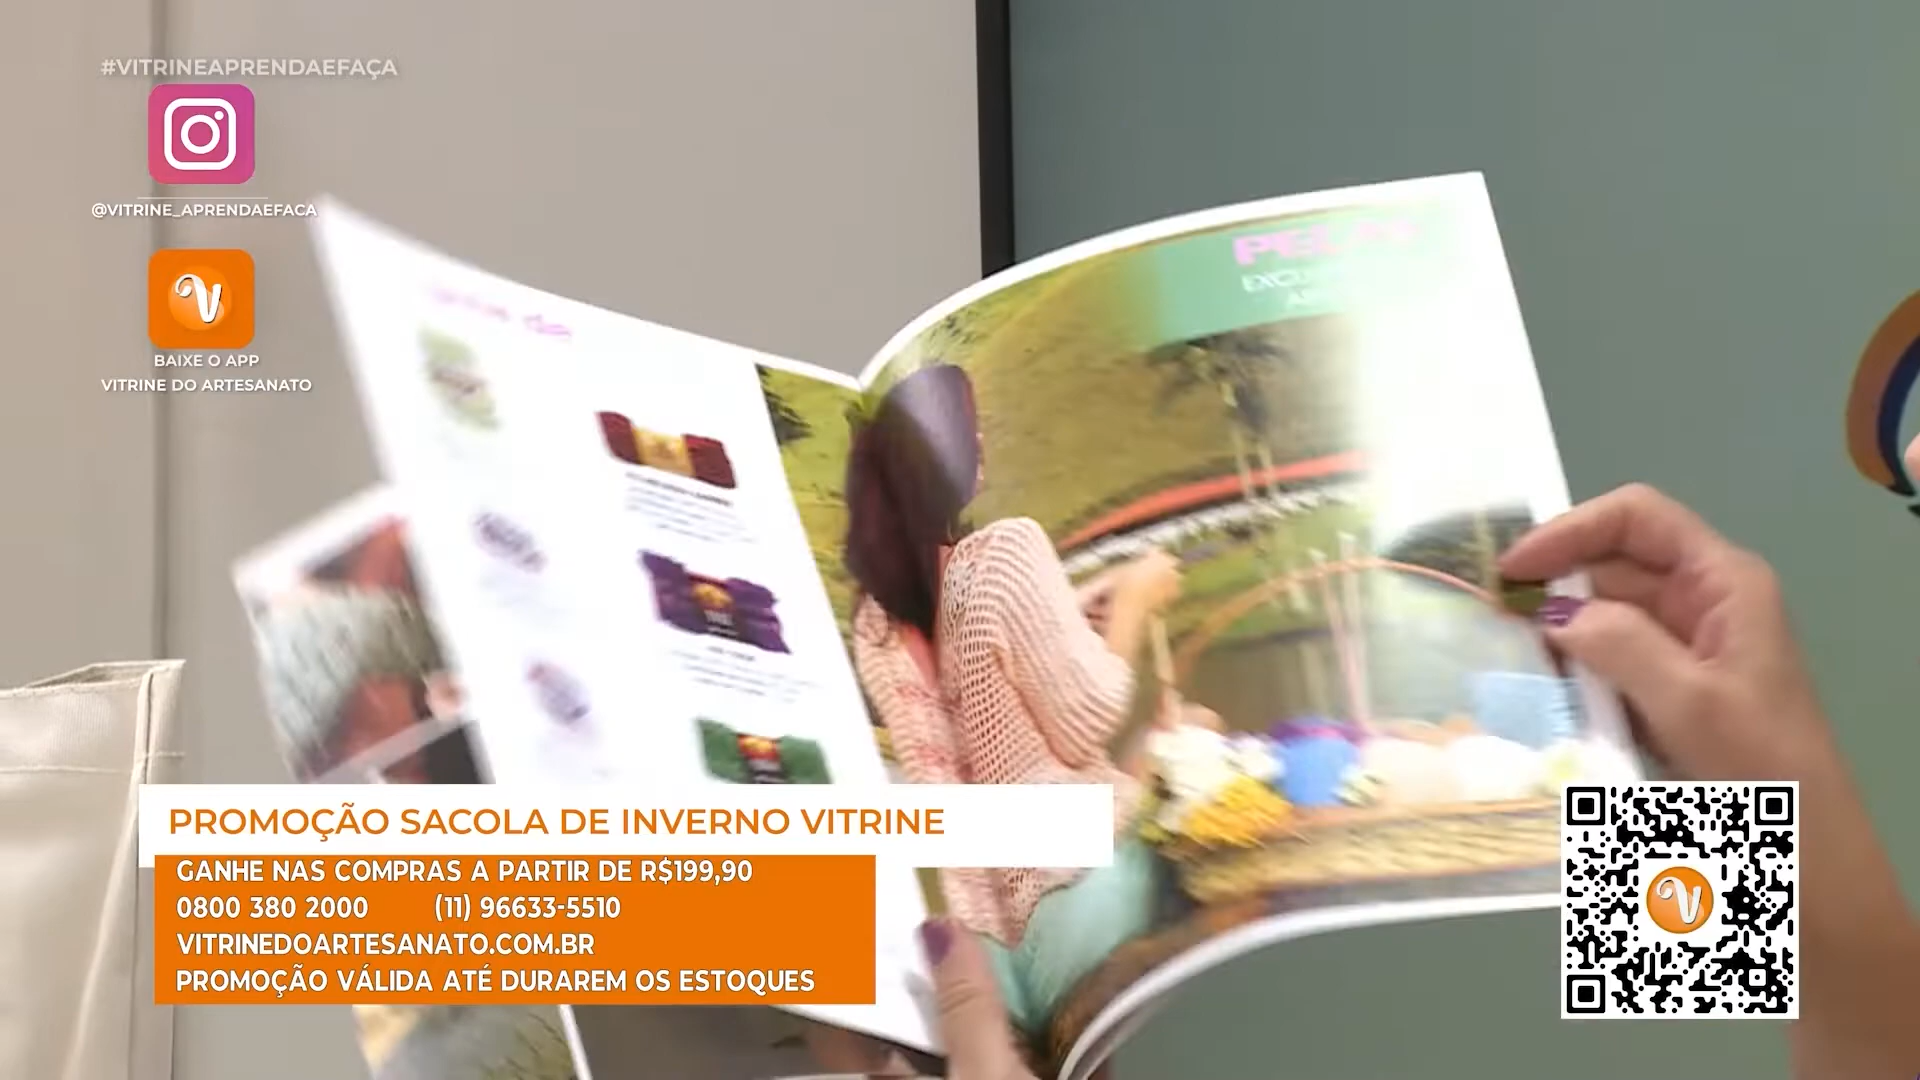 #VITRINEAPRENDAEFAÇA
@VITRINE_APRENDAEFACA
V
BAIXE O APP
VITRINE DO ARTESANATO
PROMOÇÃO SACOLA DE INVERNO VITRINE
GANHE NAS COMPRAS A PARTIR DE R$199,90
0800 380 2000 (11) 96633-5510
VITRINEDOARTESANATO.COM.BR
PROMOÇÃO VÁLIDA ATÉ DURAREM OS ESTOQUES
V